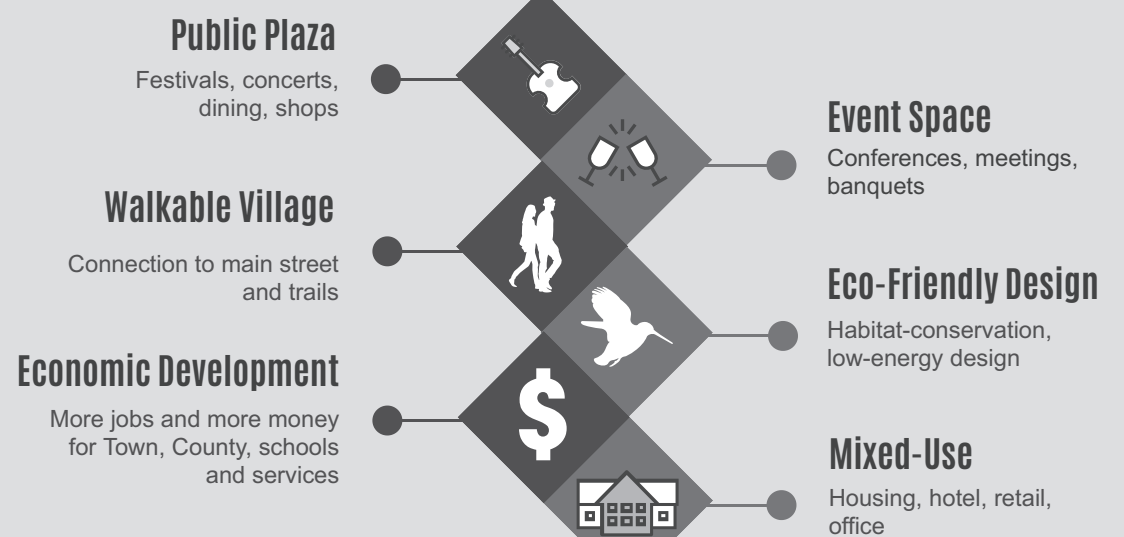 Public Plaza
Festivals, concerts,
dining, shops
Event Space
Conferences, meetings,
banquets
Walkable Village
Connection to main street
and trails
Eco-Friendly Design
Habitat-conservation,
low-energy design
Economic Development
More jobs and more money
for Town, County, schools
and services
$
Mixed-Use
Housing, hotel, retail,
office